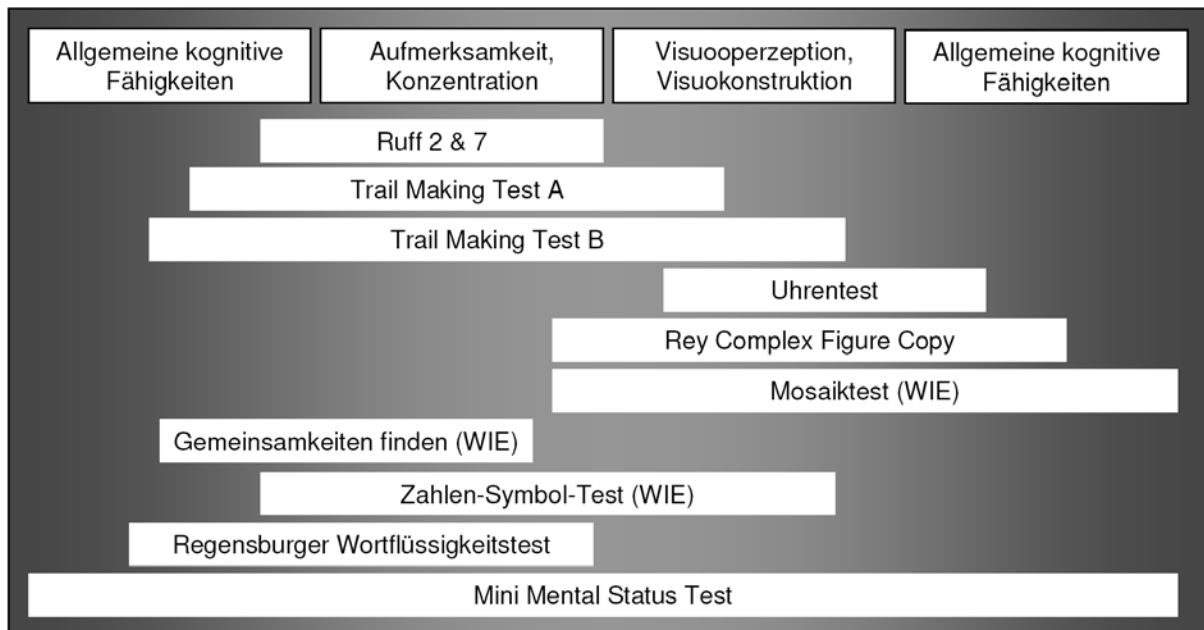 Allgemeine kognitive
Fähigkeiten
Aufmerksamkeit,
Konzentration
Visuooperzeption,
Visuokonstruktion
Allgemeine kognitive
Fähigkeiten
Ruff 2 & 7
Trail Making Test A
Trail Making Test B
Uhrentest
Rey Complex Figure Copy
Mosaiktest (WIE)
Gemeinsamkeiten finden (WIE)
Zahlen-Symbol-Test (WIE)
Regensburger Wortflüssigkeitstest
Mini Mental Status Test